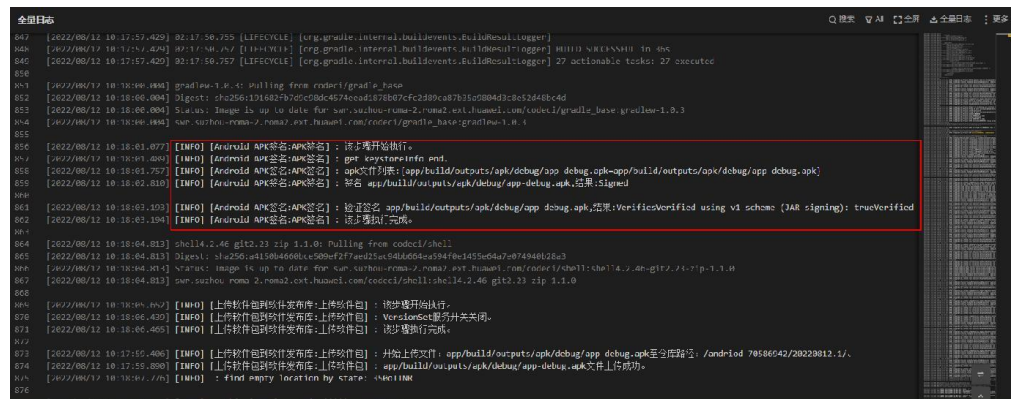 全量日志 搜索 All 全屏 全量日志 更多
847 [2022/08/12 10:17:57.429] 02:17:50.755 [LIFECYCLE] [org.gradle.internal.buildevents.BuildResultLogger]
848 [2022/08/12 10:17:57.429] 02:17:50.757 [LIFECYCLE] [org.gradle.internal.buildevents.BuildResultLogger] BUILD SUCCESSFUL in 36s
849 [2022/08/12 10:17:57.429] 02:17:50.757 [LIFECYCLE] [org.gradle.internal.buildevents.BuildResultLogger] 27 actionable tasks: 27 executed
850
851 [2022/08/12 10:18:00.004] gradlew-1.0.3: Pulling from codeci/gradle_base
852 [2022/08/12 10:18:00.004] Digest:
853 [2022/08/12 10:18:00.004] Status: Image is up to date for swr.suzhou-roma-2.roma2.ext.huawei.com/codeci/gradle_base:gradlew-1.0.3
854 [2022/08/12 10:18:00.004] swr.suzhou-roma-2.roma2.ext.huawei.com/codeci/gradle_base:gradlew-1.0.3
855
856 [2022/08/12 10:18:01.077] [INFO] [Android APK签名:APK签名] : 该步骤开始执行。
857 [2022/08/12 10:18:01.489] [INFO] [Android APK签名:APK签名] : get keystoreInfo end.
858 [2022/08/12 10:18:01.757] [INFO] [Android APK签名:APK签名] : apk文件列表:[app/build/outputs/apk/debug/app-debug.apk=app/build/outputs/apk/debug/app-debug.apk]
859 [2022/08/12 10:18:02.810] [INFO] [Android APK签名:APK签名] : 签名 app/build/outputs/apk/debug/app-debug.apk,结果:Signed
860
861 [2022/08/12 10:18:03.193] [INFO] [Android APK签名:APK签名] : 验证签名 app/build/outputs/apk/debug/app-debug.apk,结果:VerifiesVerified using v1 scheme (JAR signing): trueVerified
862 [2022/08/12 10:18:03.194] [INFO] [Android APK签名:APK签名] : 该步骤执行完成。
863
864 [2022/08/12 10:18:04.813] shell4.2.46-git2.23-zip-1.1.0: Pulling from codeci/shell
865 [2022/08/12 10:18:04.813] Digest:
866 [2022/08/12 10:18:04.813] Status: Image is up to date for swr.suzhou-roma-2.roma2.ext.huawei.com/codeci/shell:shell4.2.46-git2.23-zip-1.1.0
867 [2022/08/12 10:18:04.813] swr.suzhou-roma-2.roma2.ext.huawei.com/codeci/shell:shell4.2.46-git2.23-zip-1.1.0
868
869 [2022/08/12 10:18:05.652] [INFO] [上传软件包到软件发布库:上传软件包] : 该步骤开始执行。
870 [2022/08/12 10:18:06.439] [INFO] [上传软件包到软件发布库:上传软件包] : VersionSet服务开关关闭。
871 [2022/08/12 10:18:06.465] [INFO] [上传软件包到软件发布库:上传软件包] : 该步骤执行完成。
872
873 [2022/08/12 10:17:59.406] [INFO] [上传软件包到软件发布库:上传软件包] : 开始上传文件: app/build/outputs/apk/debug/app-debug.apk至仓库路径: /andriod_70586942/20220812.1/、
874 [2022/08/12 10:17:59.890] [INFO] [上传软件包到软件发布库:上传软件包] : app/build/outputs/apk/debug/app-debug.apk文件上传成功。
875 [2022/08/12 10:18:07.776] [INFO] : find empty location by state:
876